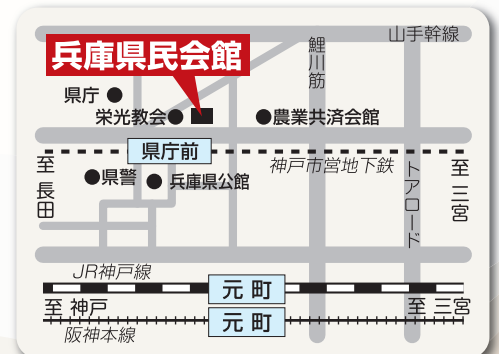 山手幹線
兵庫県民会館
鯉川筋
県庁
栄光教会
農業共済会館
県庁前
神戸市営地下鉄
至 長田
至 三宮
県警
兵庫県公館
トアロード
JR神戸線
元町
至 神戸
至 三宮
元町
阪神本線